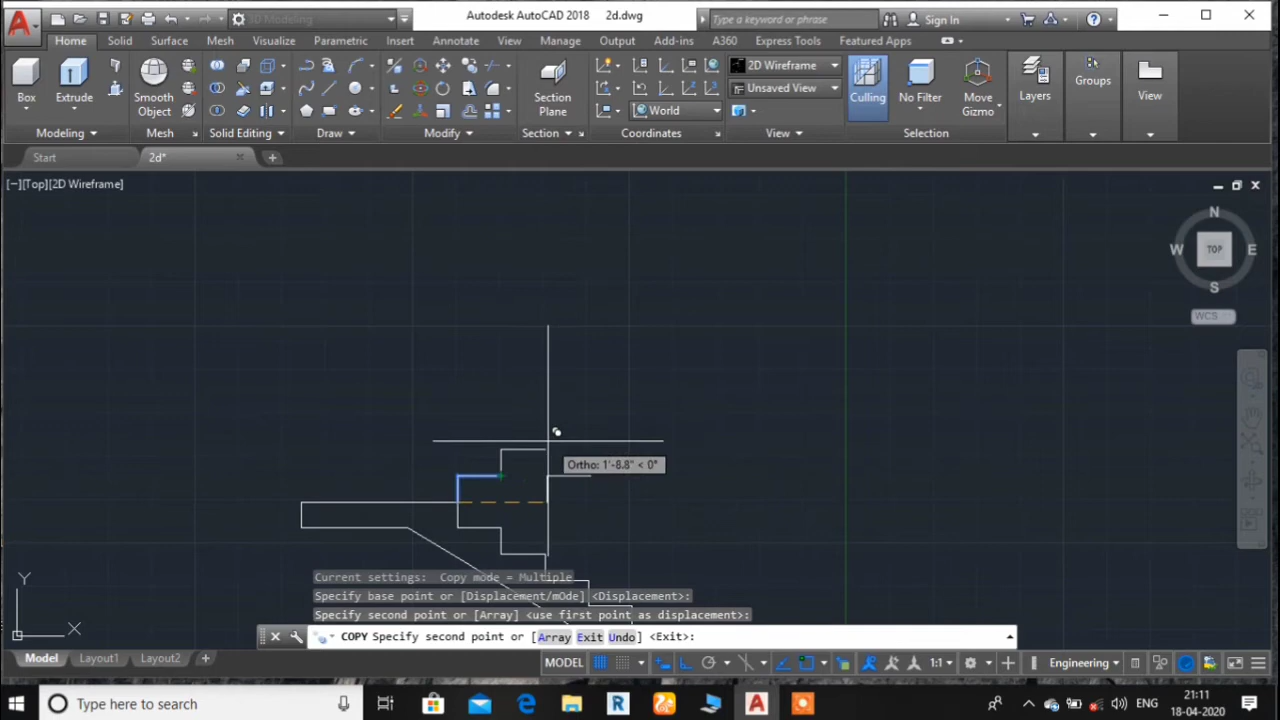 Autodesk AutoCAD 2018 2d.dwg
3D Modeling
Type a keyword or phrase
Sign In
Home Solid Surface Mesh Visualize Parametric Insert Annotate View Manage Output Add-ins A360 Express Tools Featured Apps
Box
Extrude
Smooth
Object
Section
Plane
World
2D Wireframe
Unsaved View
Culling
No Filter
Move
Gizmo
Layers
Groups
View
Modeling Mesh Solid Editing Draw Modify Section Coordinates View Selection
Start 2d*
[−][Top][2D Wireframe]
N
W TOP E
S
WCS
Ortho: 1'-8.8" < 0°
Current settings: Copy mode = Multiple
Specify base point or [Displacement/mOde] <Displacement>:
Specify second point or [Array] <use first point as displacement>:
COPY Specify second point or [Array Exit Undo] <Exit>:
Y
X
Model Layout1 Layout2 +
MODEL
1:1
Engineering
Type here to search
ENG
21:11
18-04-2020